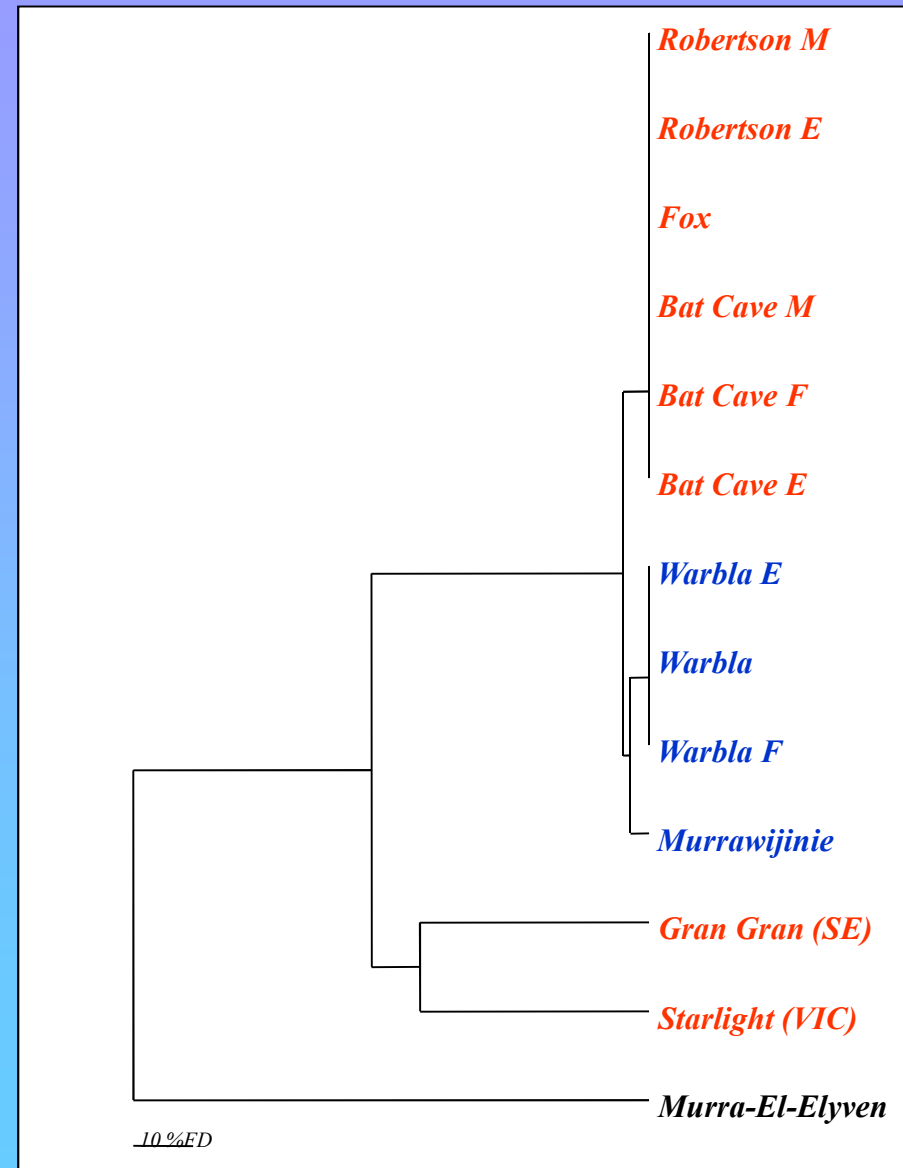 Robertson M
Robertson E
Fox
Bat Cave M
Bat Cave F
Bat Cave E
Warbla E
Warbla
Warbla F
Murrawijinie
Gran Gran (SE)
Starlight (VIC)
Murra-El-Elyven
10 %FD